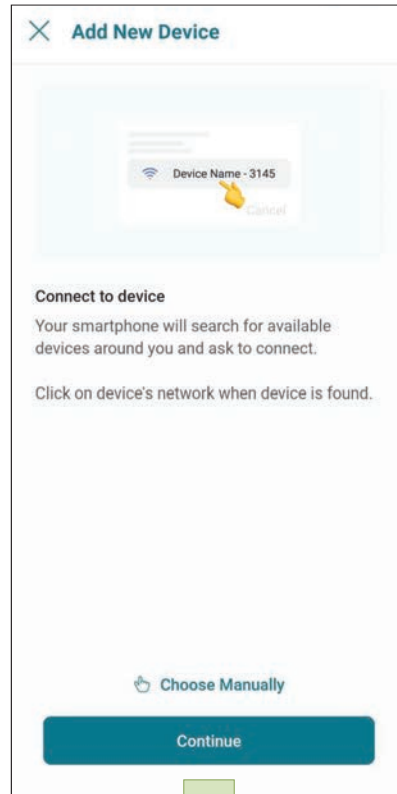 Add New Device
Device Name - 3145
Cancel
Connect to device
Your smartphone will search for available
devices around you and ask to connect.
Click on device's network when device is found.
Choose Manually
Continue